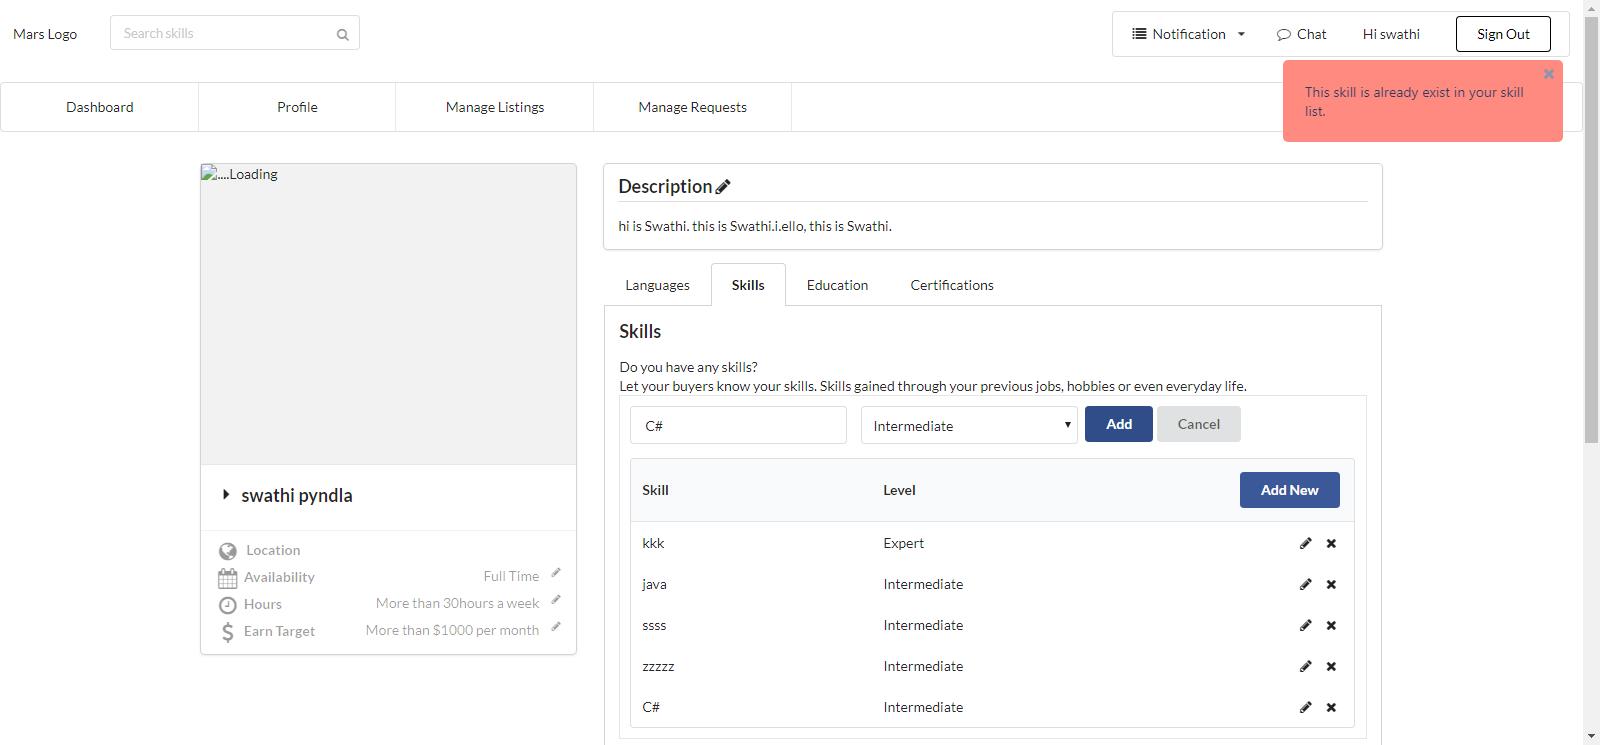 Mars Logo
Search skills
Notification
Chat
Hi swathi
Sign Out
This skill is already exist in your skill
list.
Dashboard
Profile
Manage Listings
Manage Requests
....Loading
swathi pyndla
Location
Availability
Full Time
Hours
More than 30hours a week
Earn Target
More than $1000 per month
Description
hi is Swathi. this is Swathi.i.ello, this is Swathi.
Languages
Skills
Education
Certifications
Skills
Do you have any skills?
Let your buyers know your skills. Skills gained through your previous jobs, hobbies or even everyday life.
C#
Intermediate
Add
Cancel
Skill
Level
Add New
kkk
Expert
java
Intermediate
ssss
Intermediate
zzzzz
Intermediate
C#
Intermediate